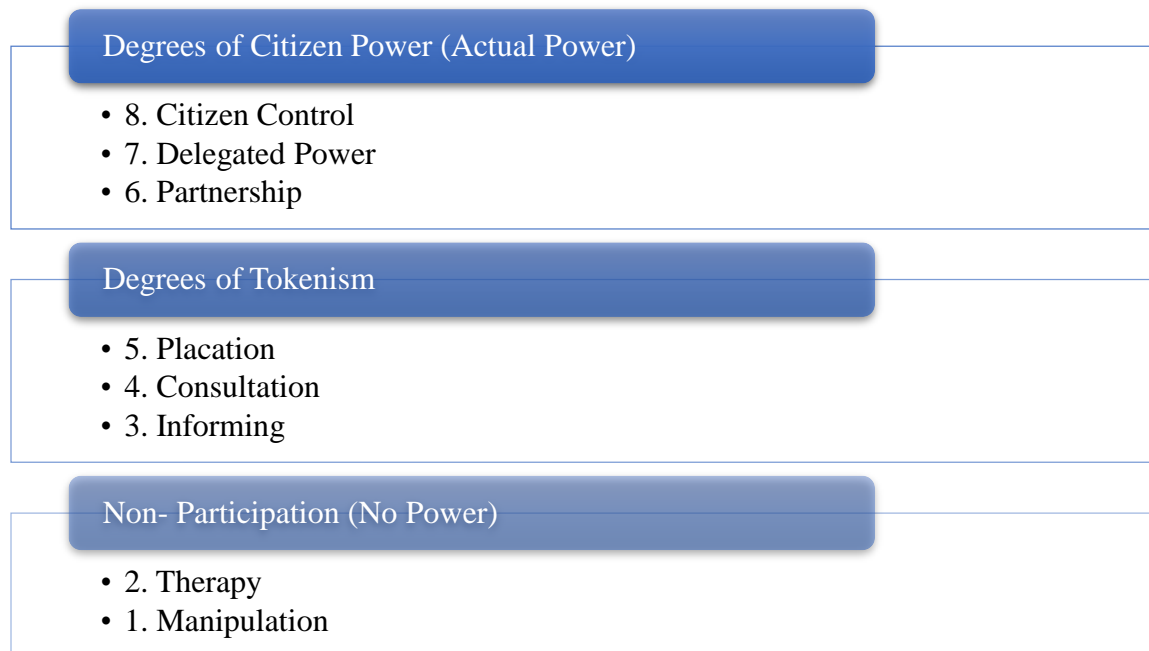 Degrees of Citizen Power (Actual Power)
• 8. Citizen Control
• 7. Delegated Power
• 6. Partnership
Degrees of Tokenism
• 5. Placation
• 4. Consultation
• 3. Informing
Non- Participation (No Power)
• 2. Therapy
• 1. Manipulation